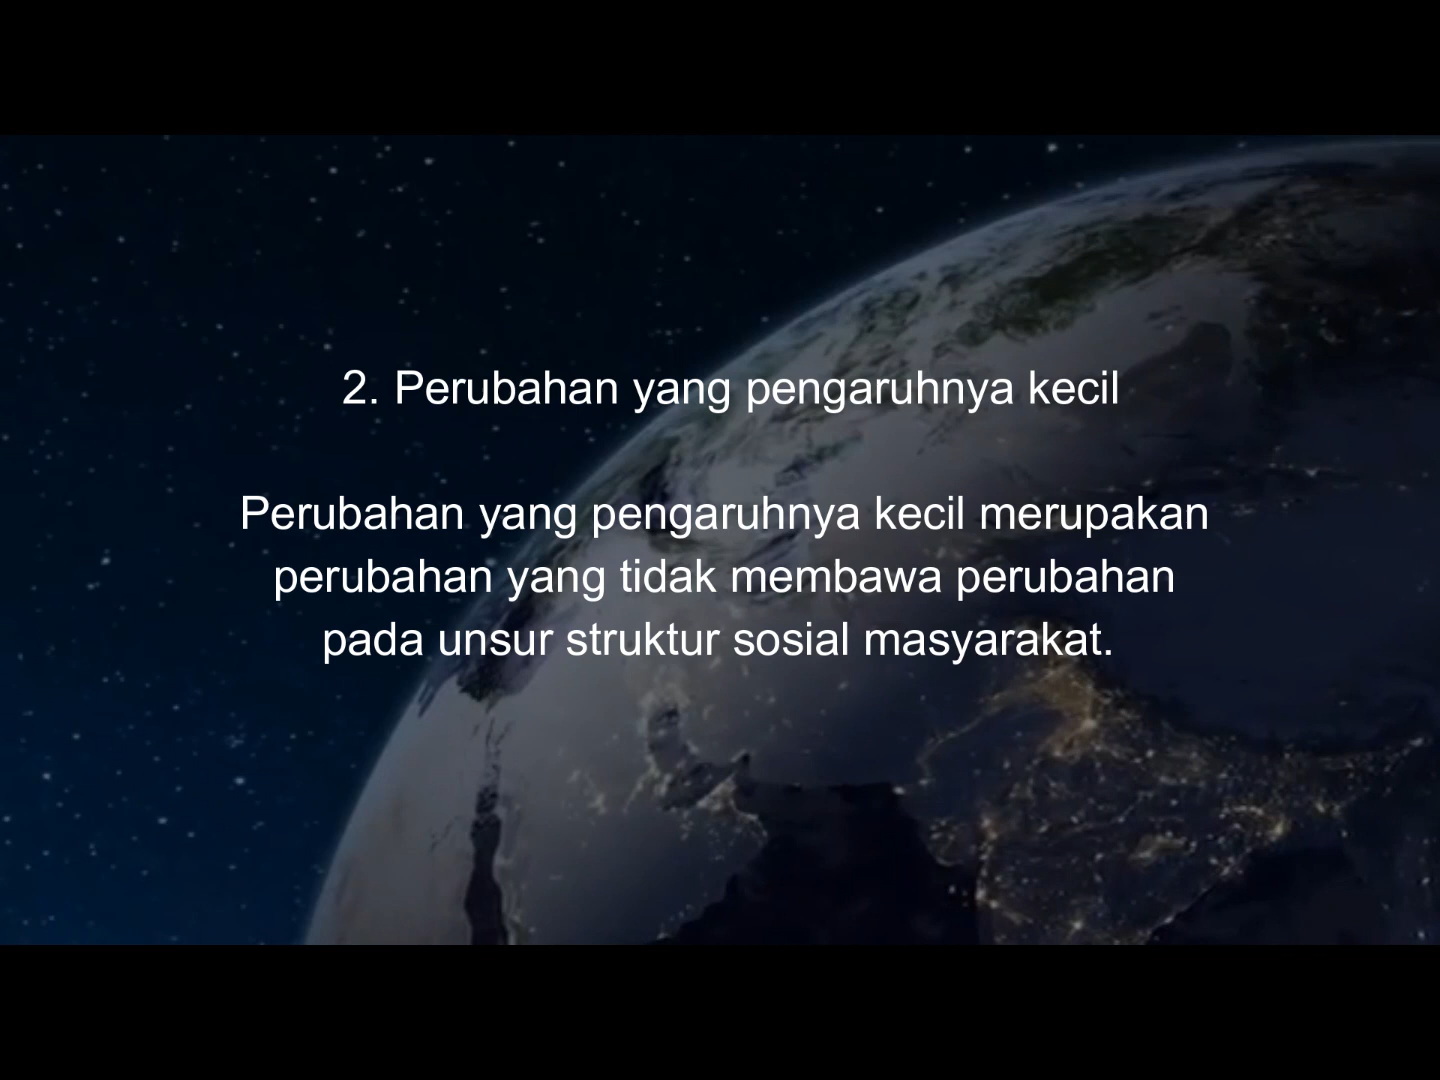 2. Perubahan yang pengaruhnya kecil
Perubahan yang pengaruhnya kecil merupakan
perubahan yang tidak membawa perubahan
pada unsur struktur sosial masyarakat.